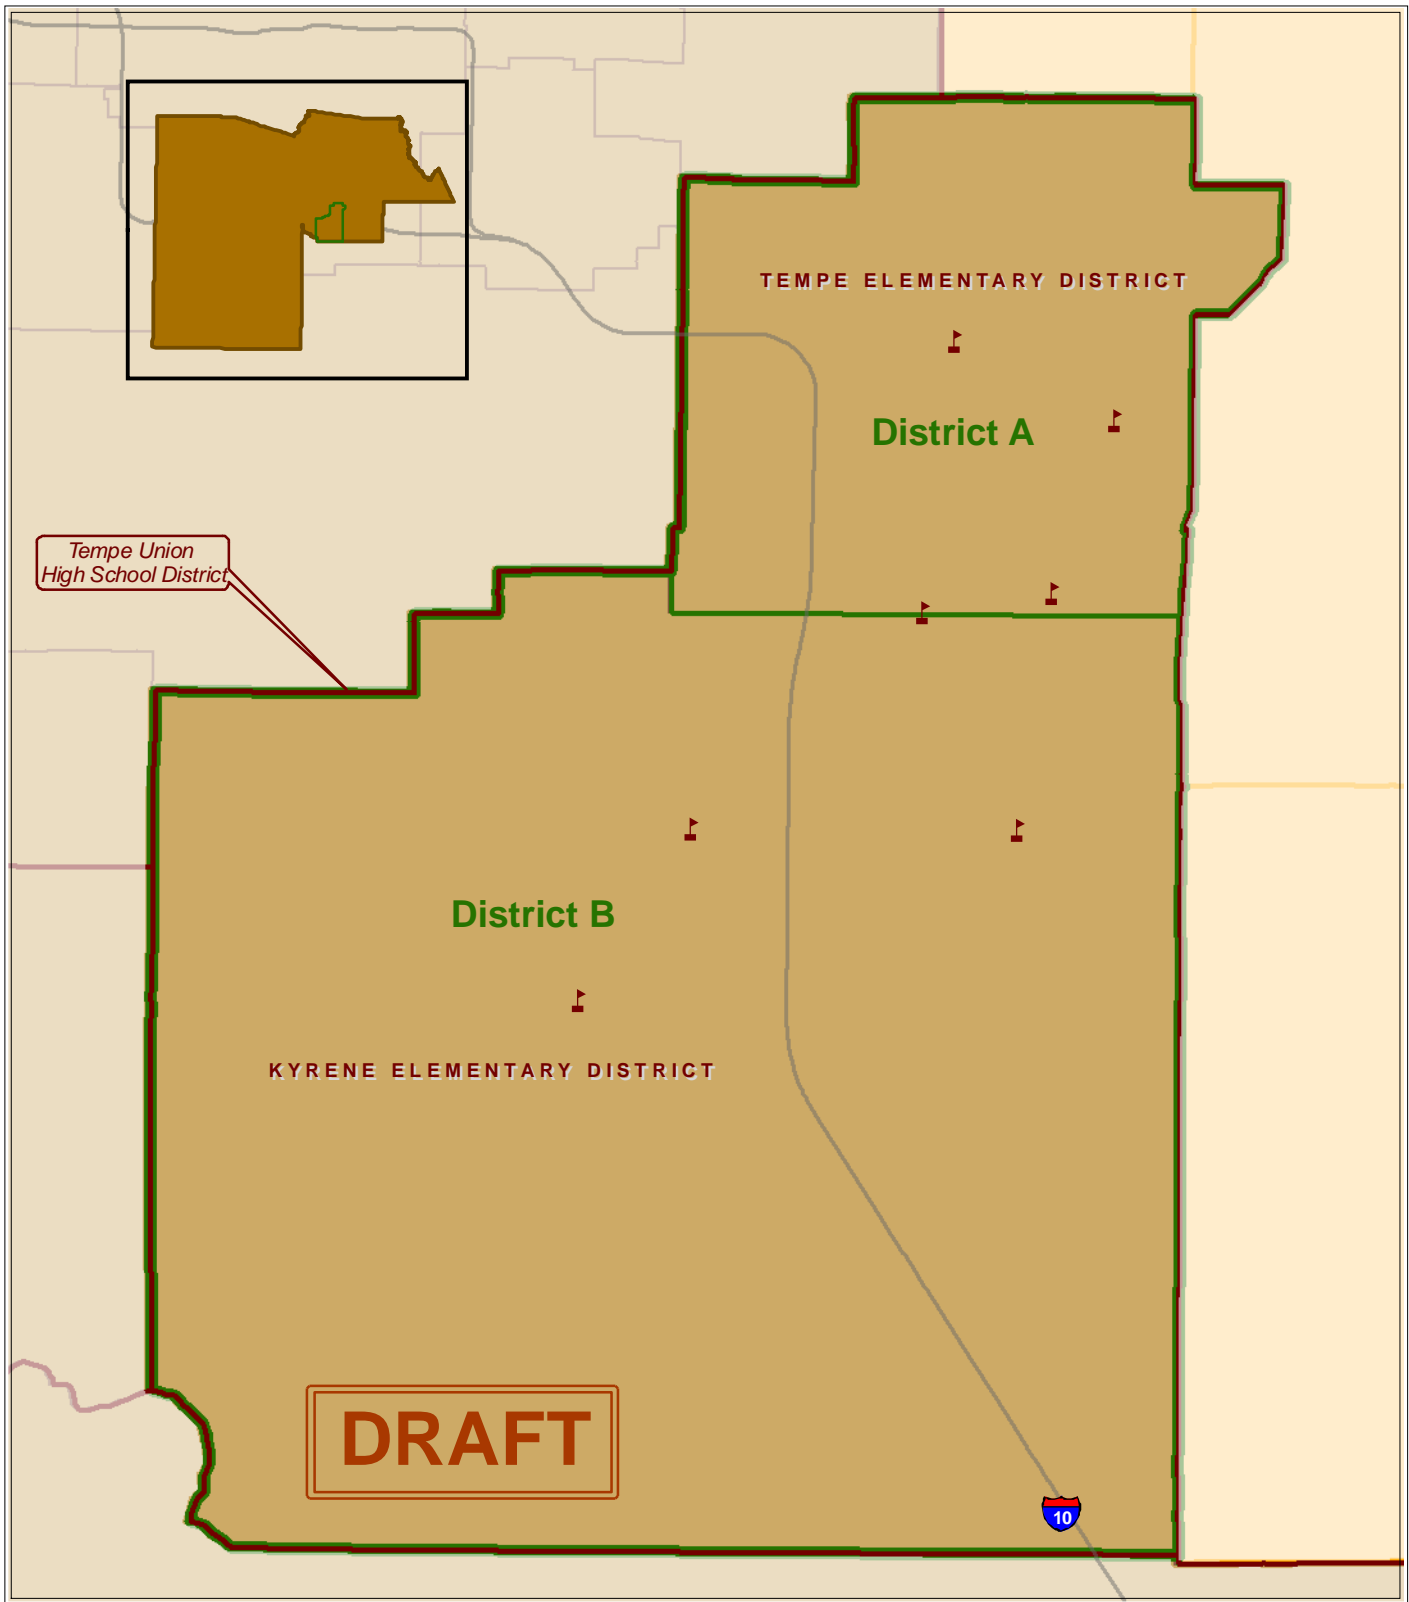 TEMPE ELEMENTARY DISTRICT
District A
Tempe Union
High School District
District B
KYRENE ELEMENTARY DISTRICT
DRAFT
10